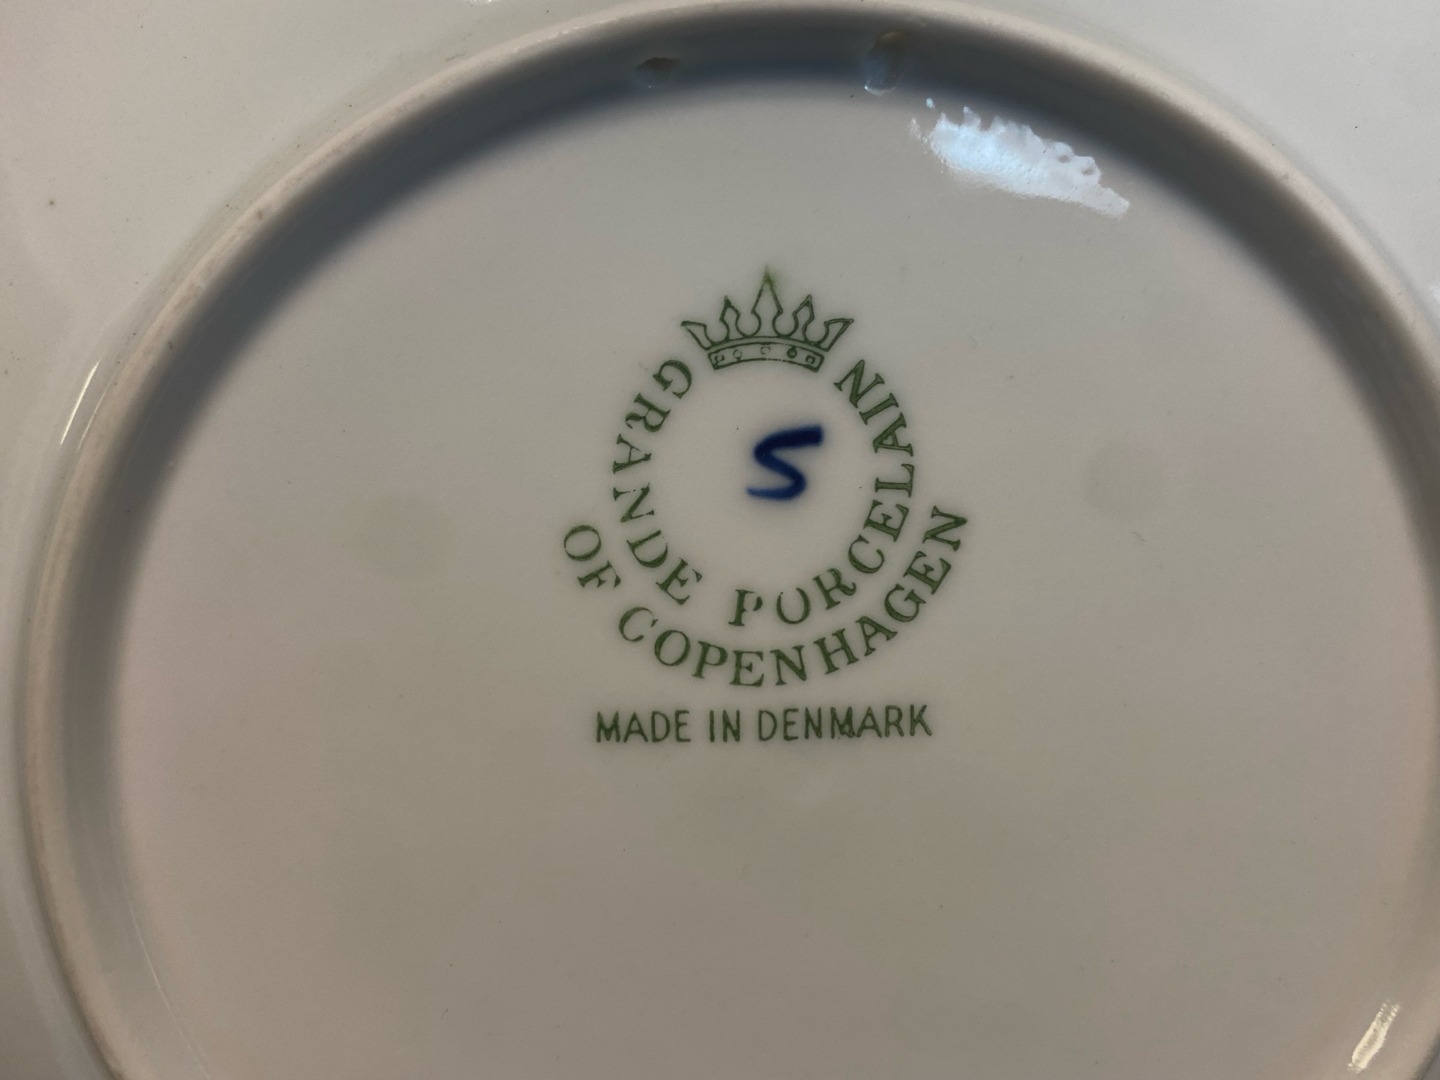 GRANDE PORCELAIN
OF COPENHAGEN
S
MADE IN DENMARK